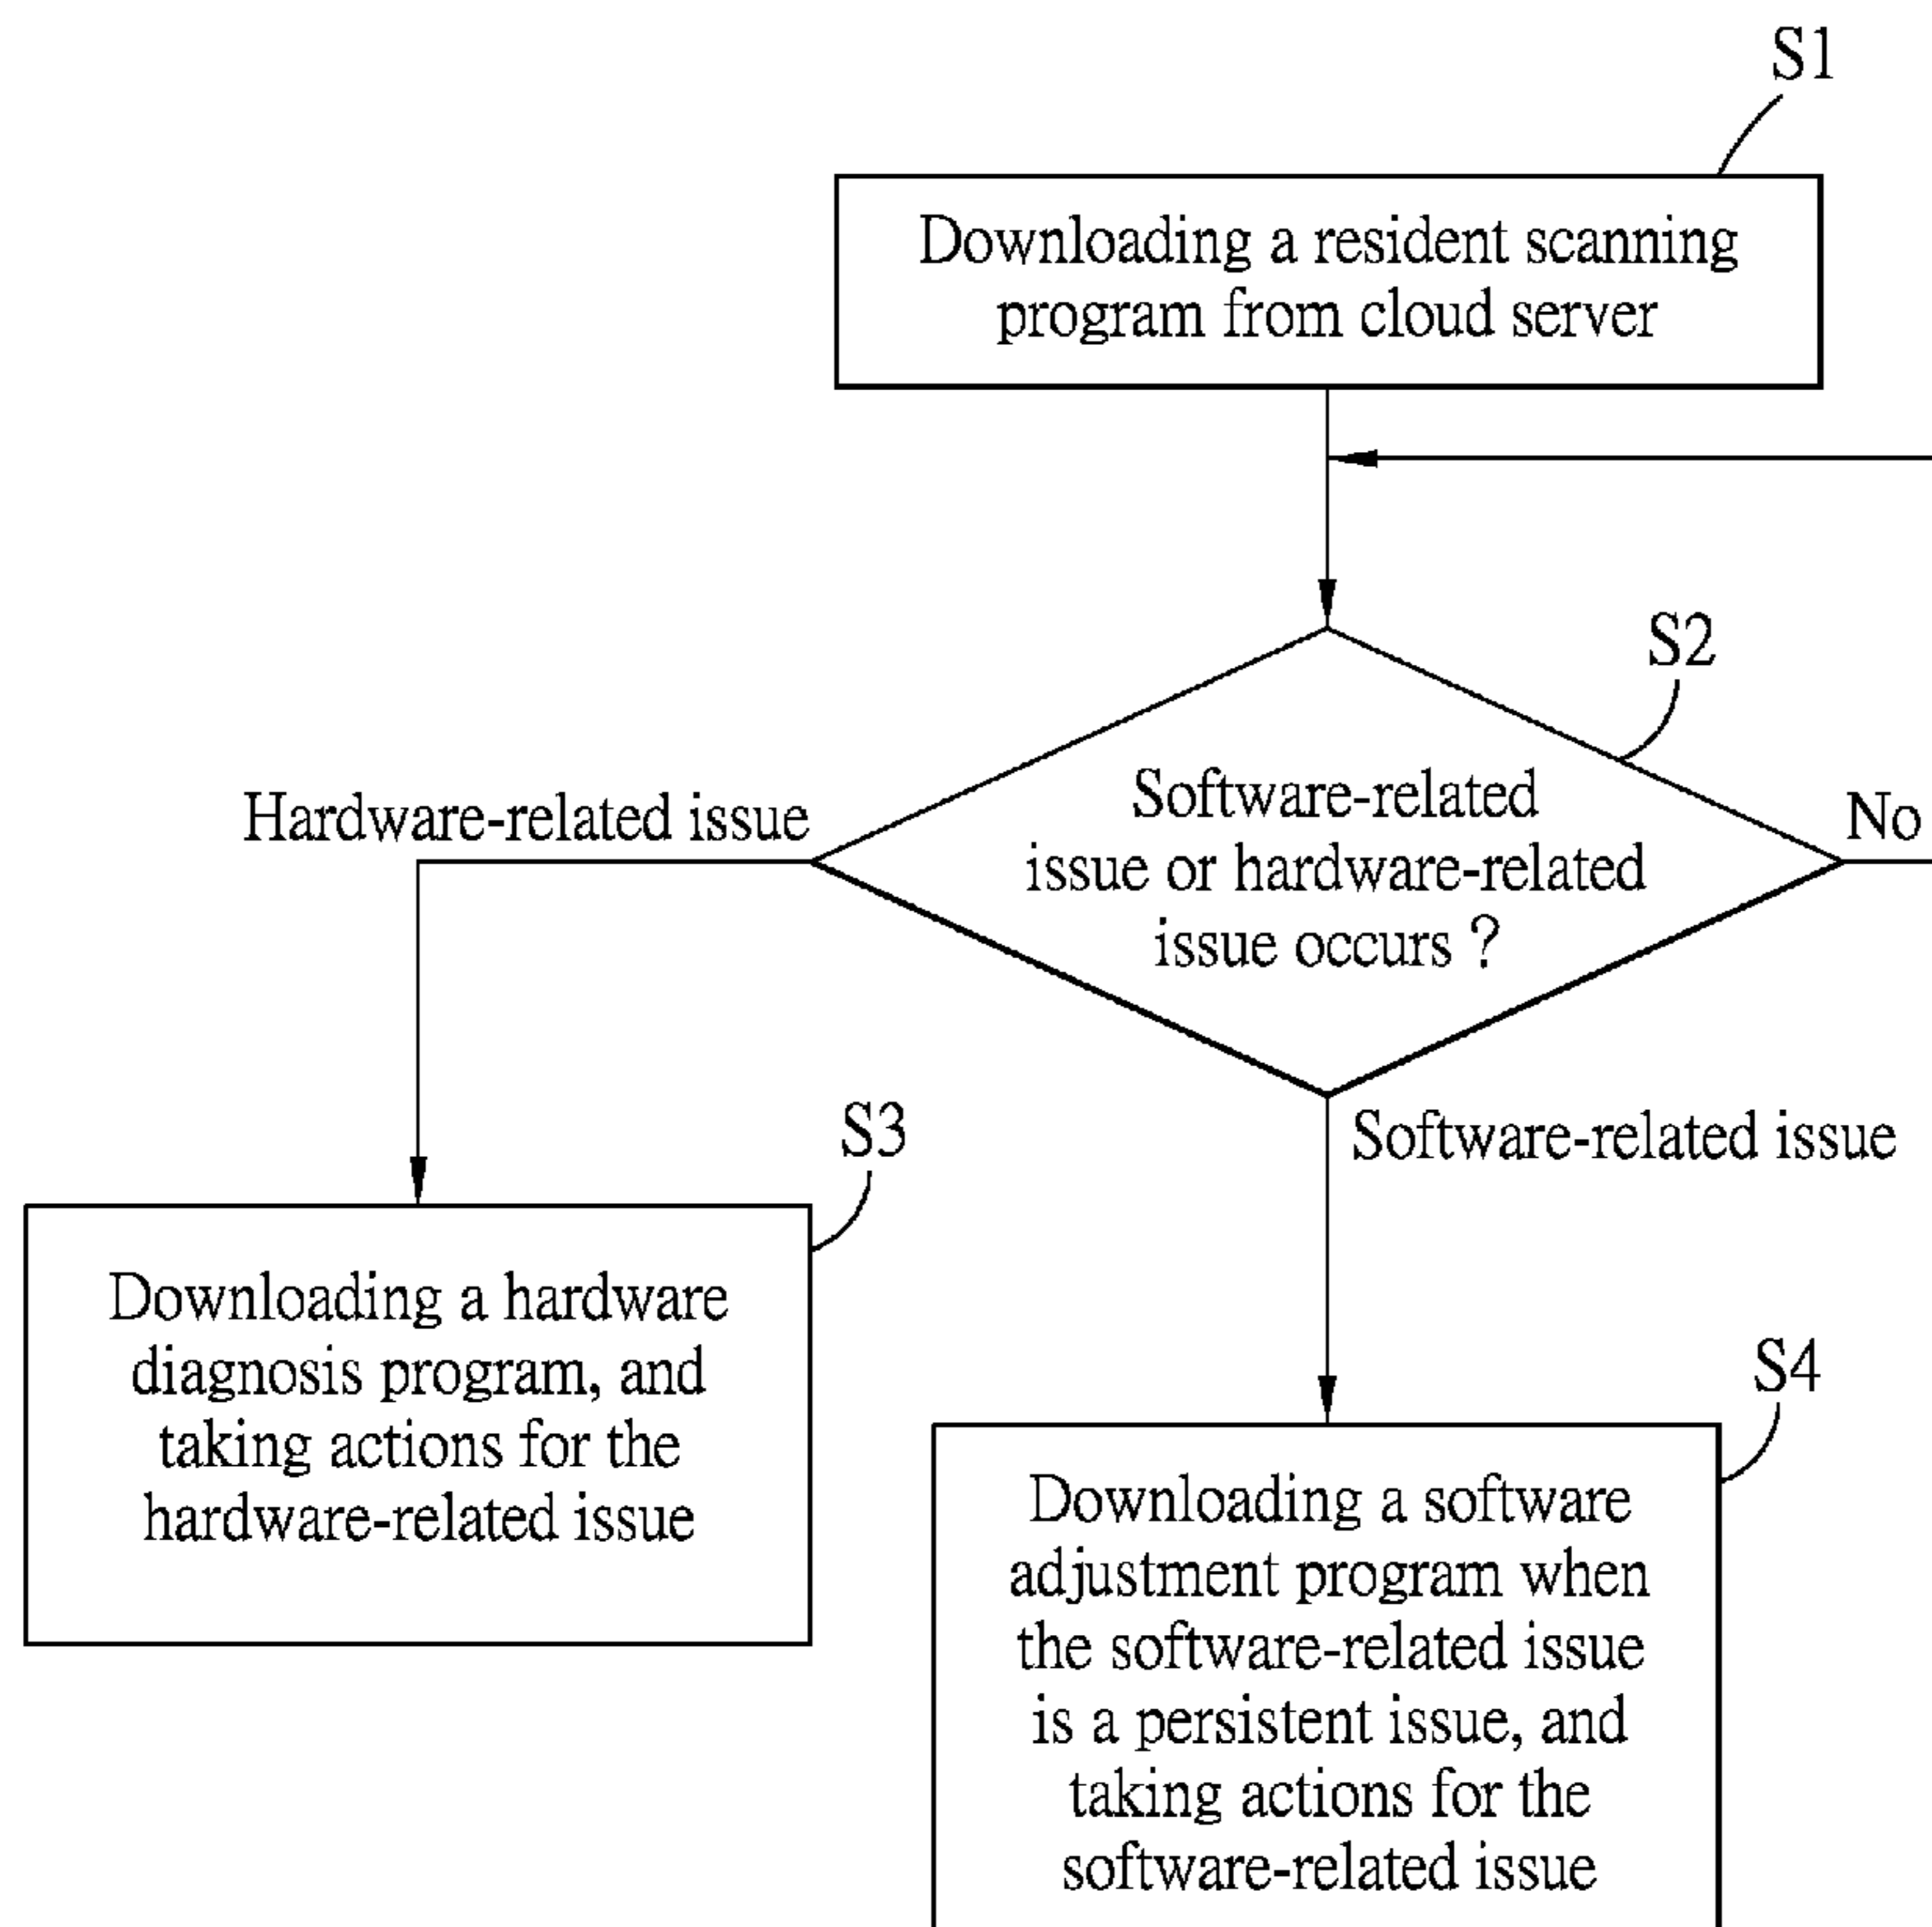 S1
Downloading a resident scanning
program from cloud server
S2
Software-related
issue or hardware-related
issue occurs ?
Hardware-related issue
No
Software-related issue
S3
Downloading a hardware
diagnosis program, and
taking actions for the
hardware-related issue
S4
Downloading a software
adjustment program when
the software-related issue
is a persistent issue, and
taking actions for the
software-related issue